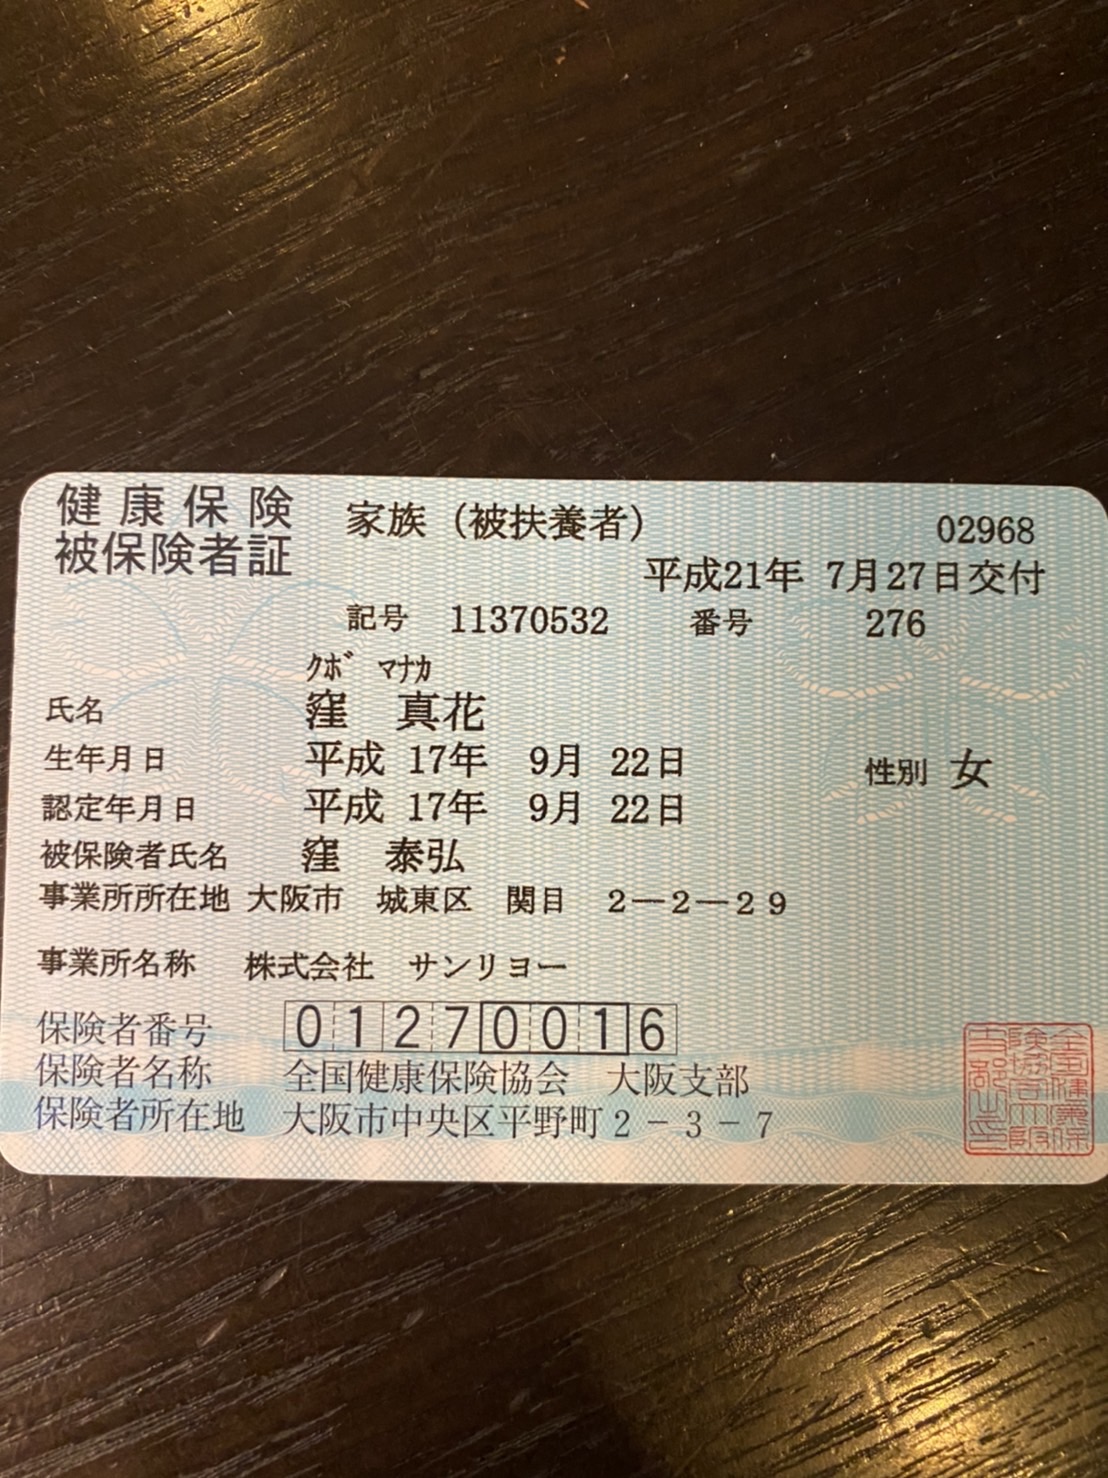 健康保険 家族（被扶養者） 02968
被保険者証 平成21年 7月27日交付
記号 11370532 番号 276
ｸﾎﾞ ﾏﾅｶ
氏名 窪 真花
生年月日 平成 17年 9月 22日 性別 女
認定年月日 平成 17年 9月 22日
被保険者氏名 窪 泰弘
事業所所在地 大阪市 城東区 関目 2－2－29
事業所名称 株式会社 サンリヨー
保険者番号 01270016
保険者名称 全国健康保険協会 大阪支部
保険者所在地 大阪市中央区平野町2－3－7